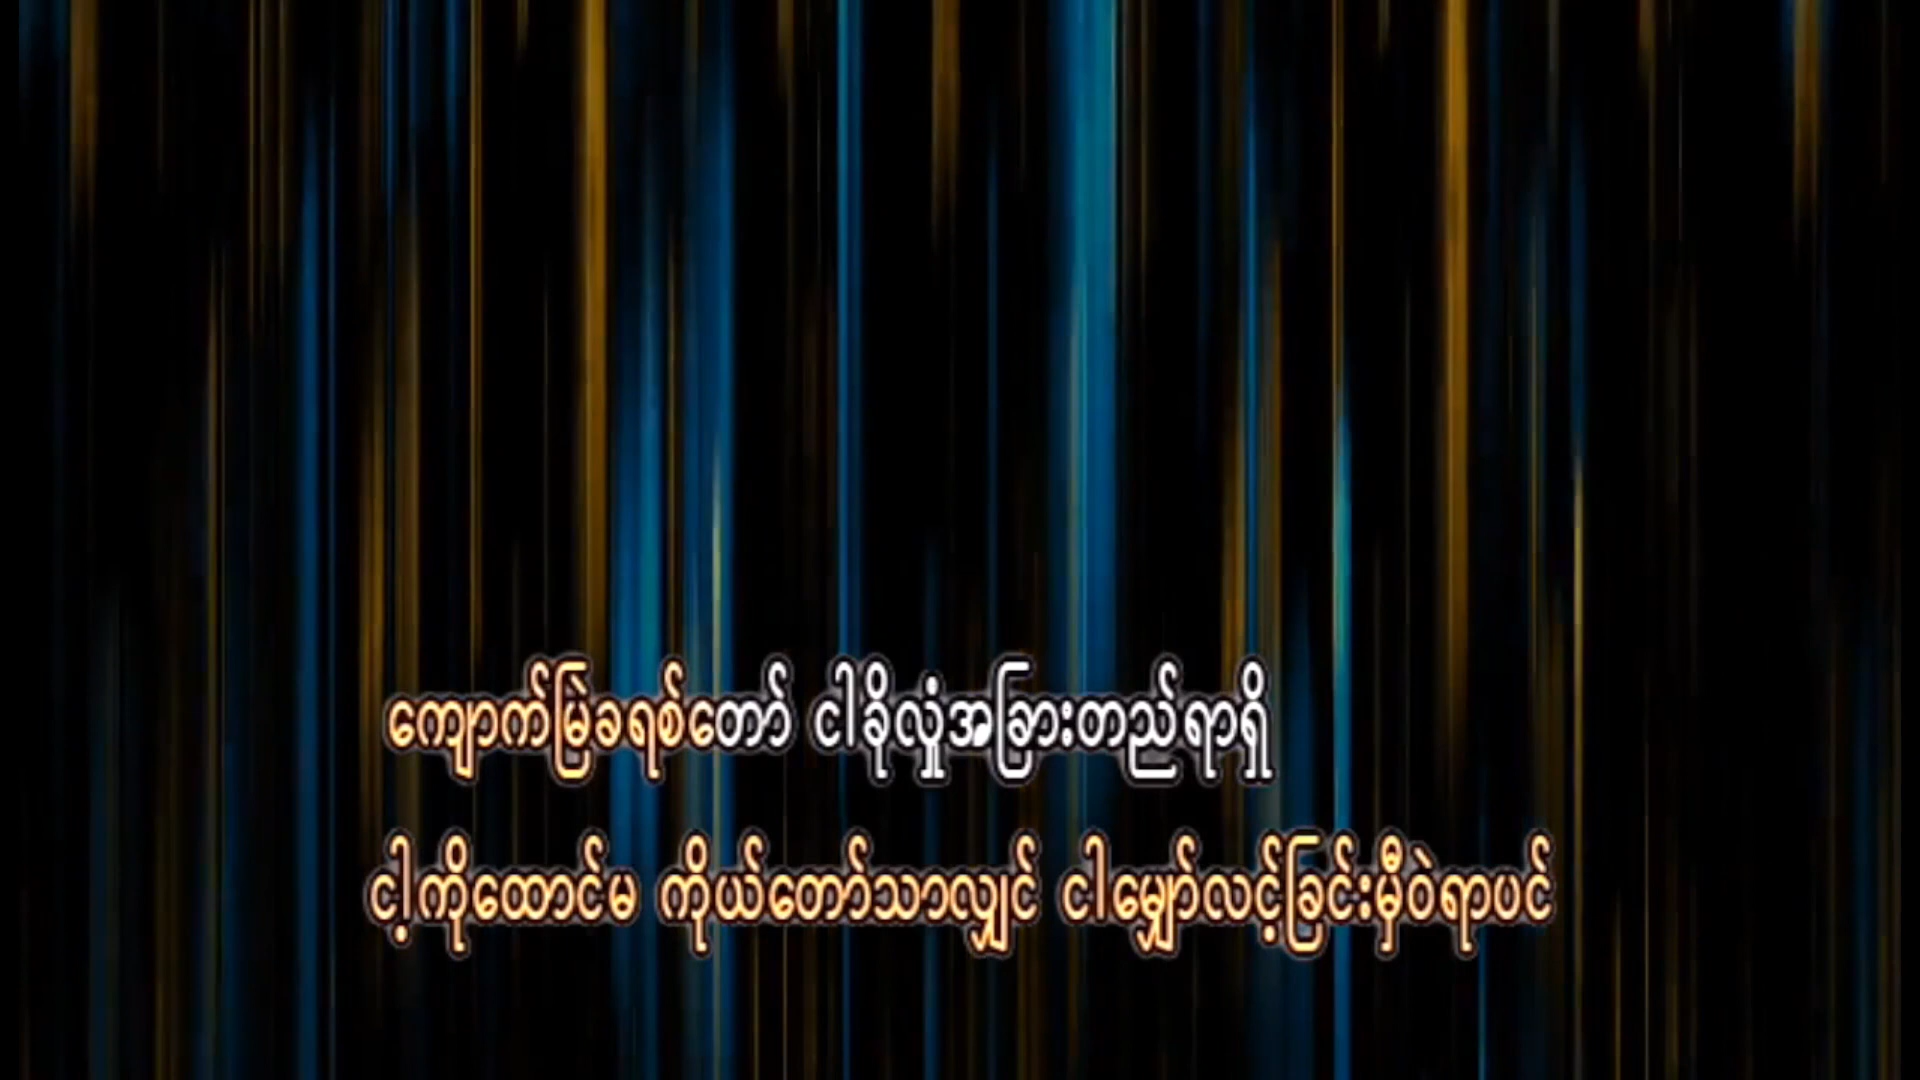 ကျောက်မြဲခရစ်တော် ငါခိုလှုံအခြားတည်ရာရှိ
ငါ့ကိုထောင်မ ကိုယ်တော်သာလျှင် ငါမျှော်လင့်ခြင်းမှီဝဲရာပင်